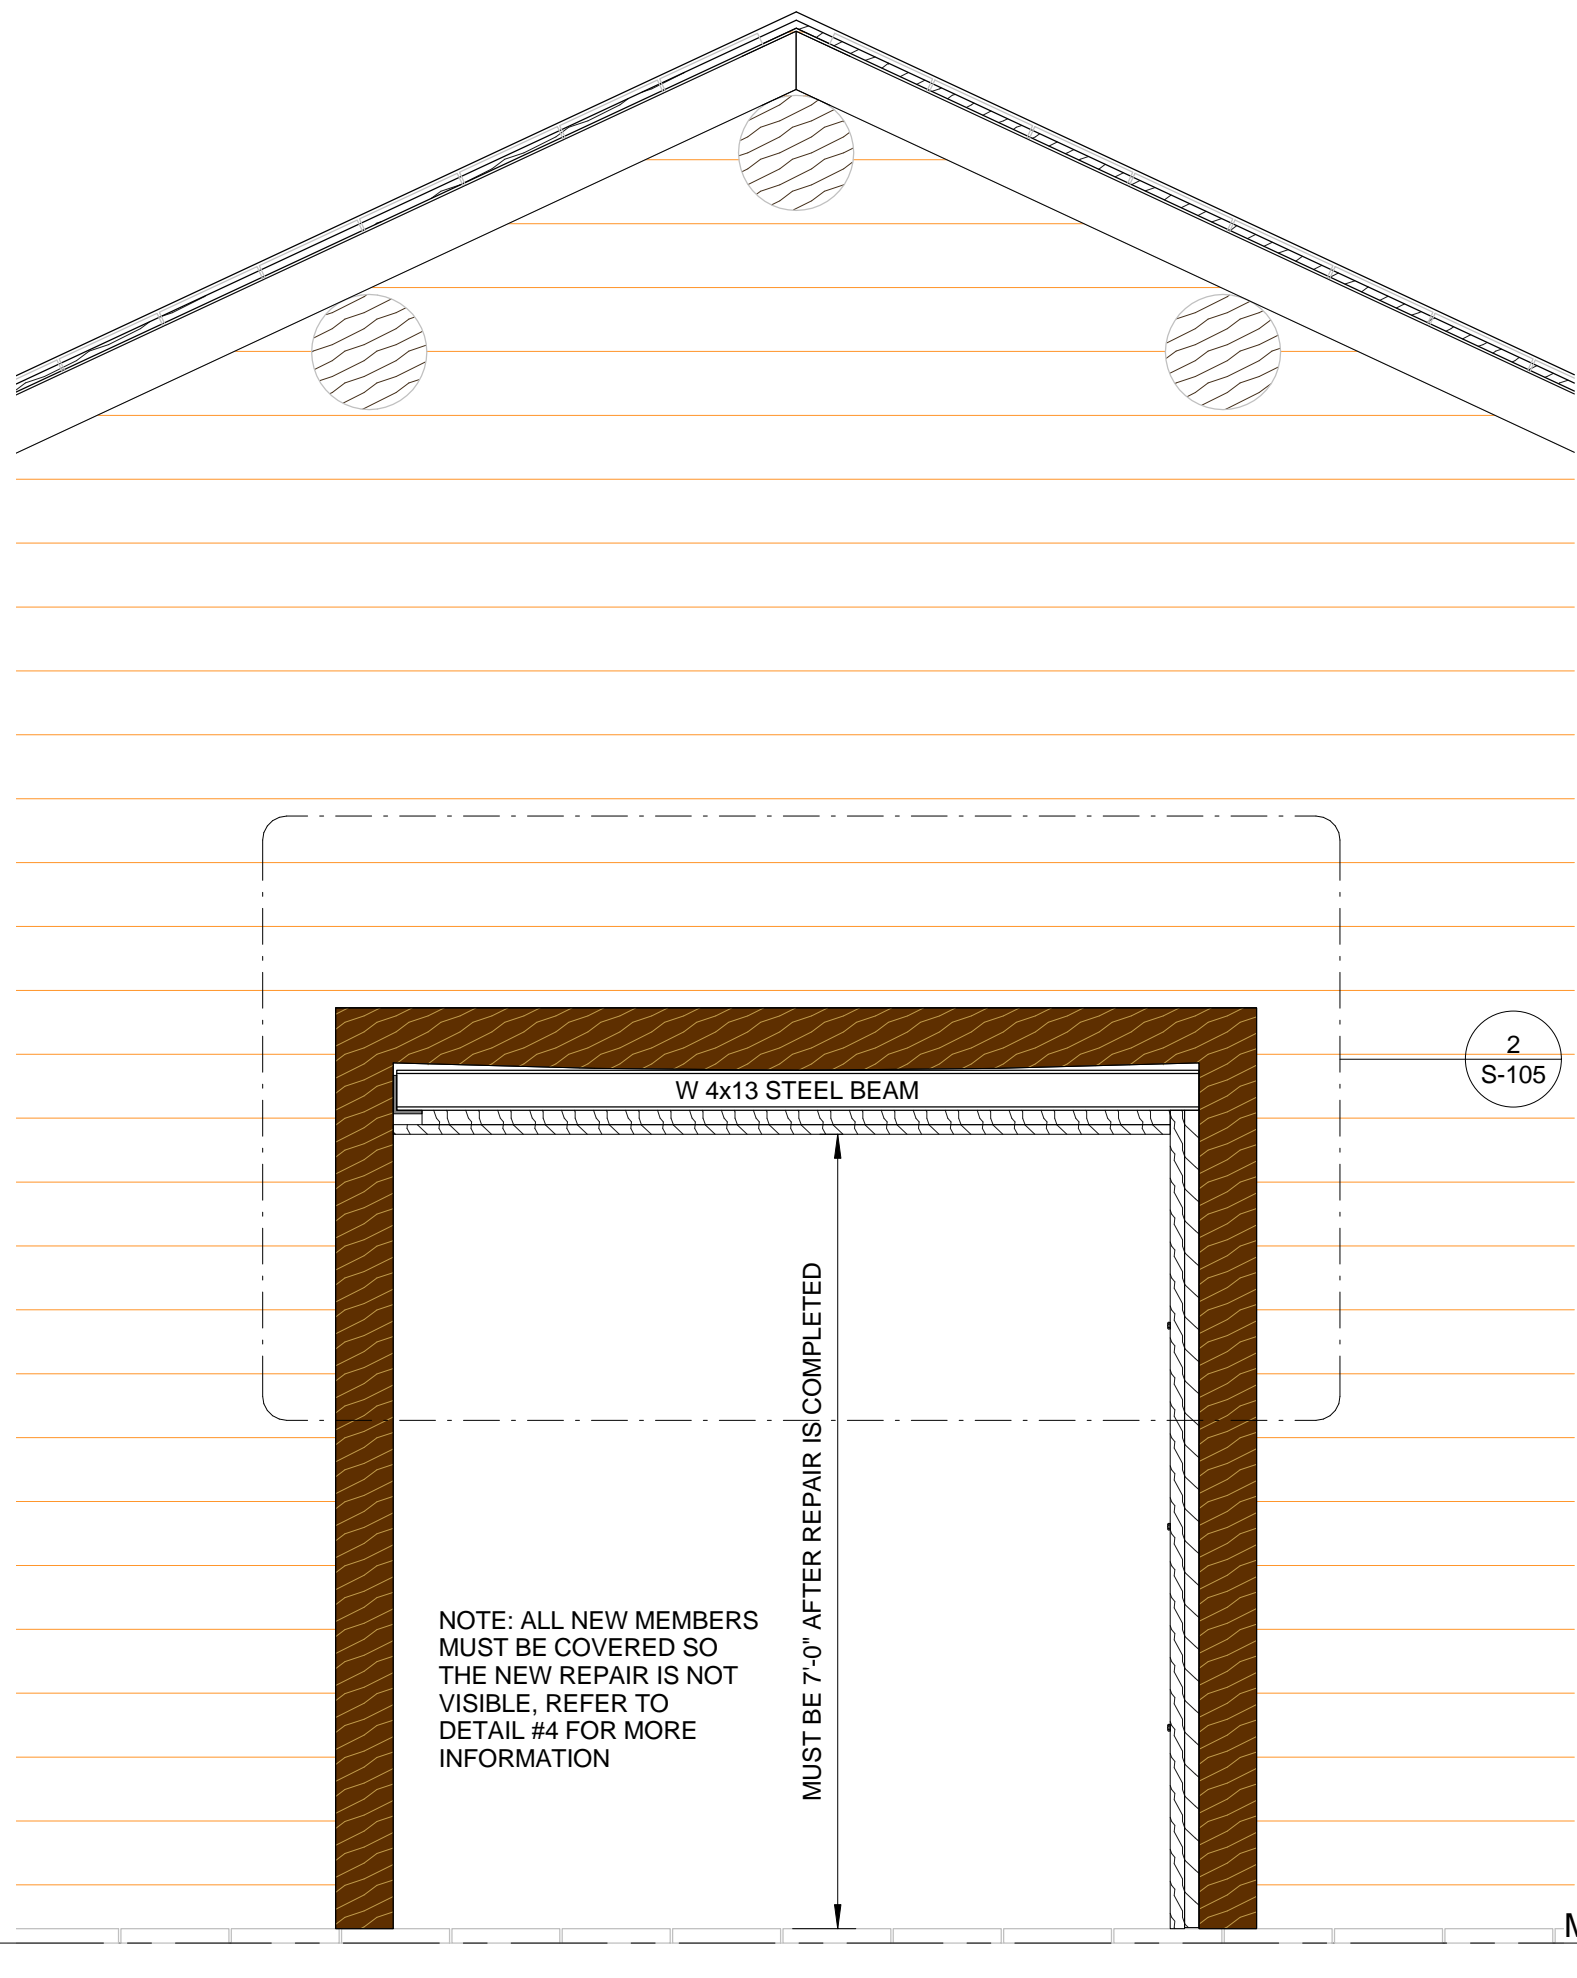 2
S-105
W 4x13 STEEL BEAM
MUST BE 7'-0" AFTER REPAIR IS COMPLETED
NOTE: ALL NEW MEMBERS
MUST BE COVERED SO
THE NEW REPAIR IS NOT
VISIBLE, REFER TO
DETAIL #4 FOR MORE
INFORMATION